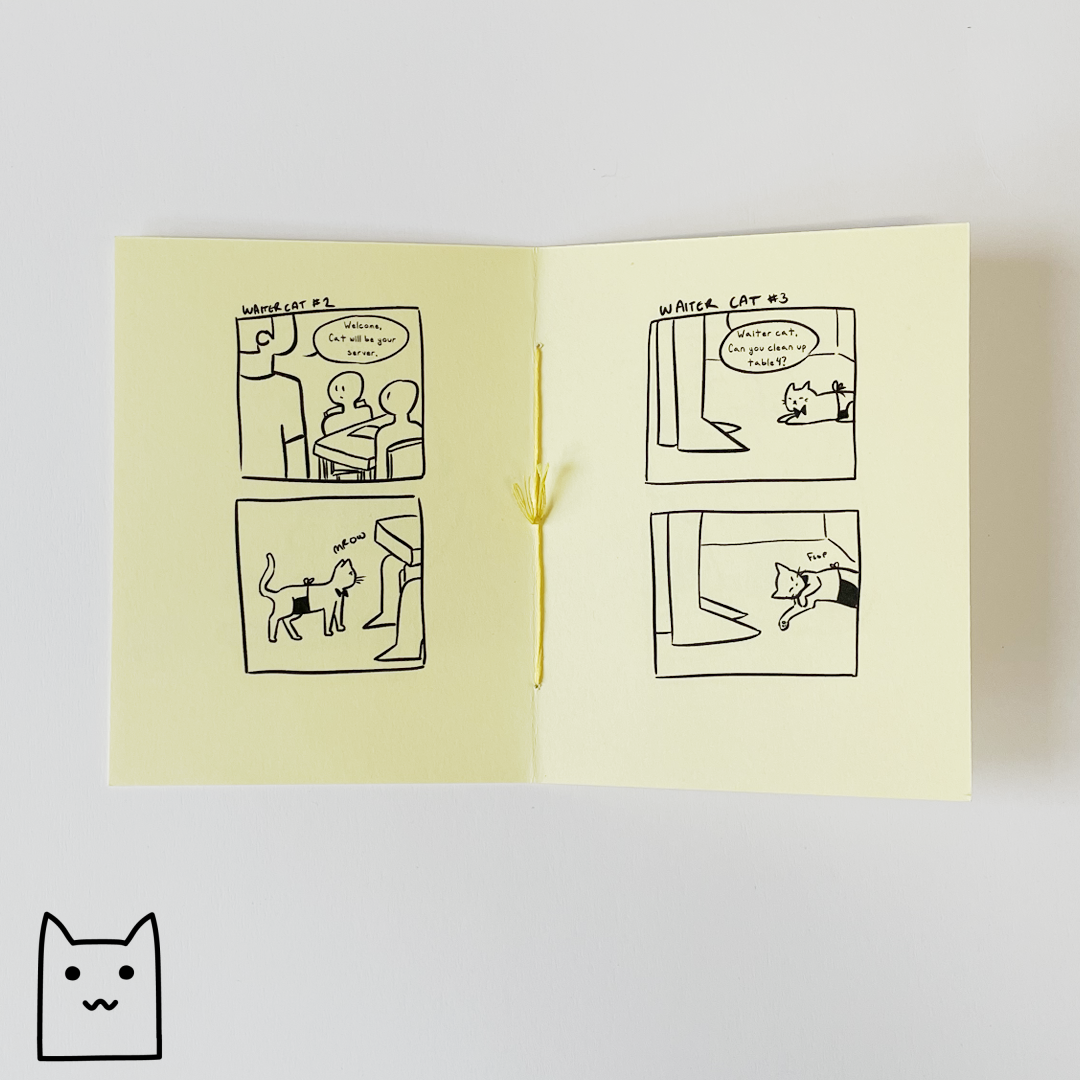 WAITER CAT #2
Welcome,
Cat will be your
server.
MROW
WAITER CAT #3
Waiter cat,
Can you clean up
table 4?
FLOP